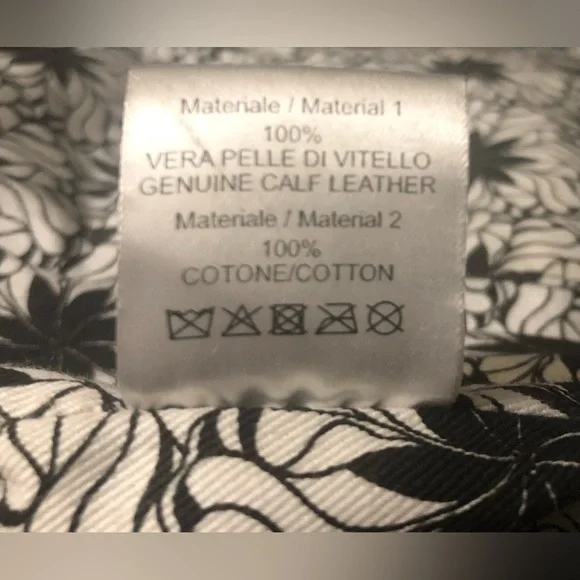 Materiale / Material 1
100%
VERA PELLE DI VITELLO
GENUINE CALF LEATHER
Materiale / Material 2
100%
COTONE/COTTON